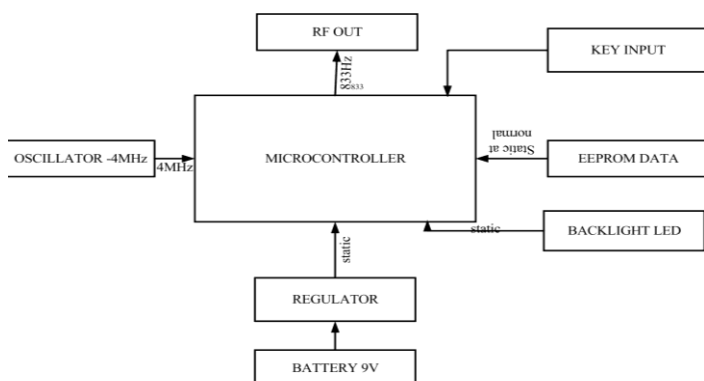 RF OUT
KEY INPUT
833Hz
833
OSCILLATOR -4MHz
4MHz
MICROCONTROLLER
Static at
normal
EEPROM DATA
static
BACKLIGHT LED
static
REGULATOR
BATTERY 9V